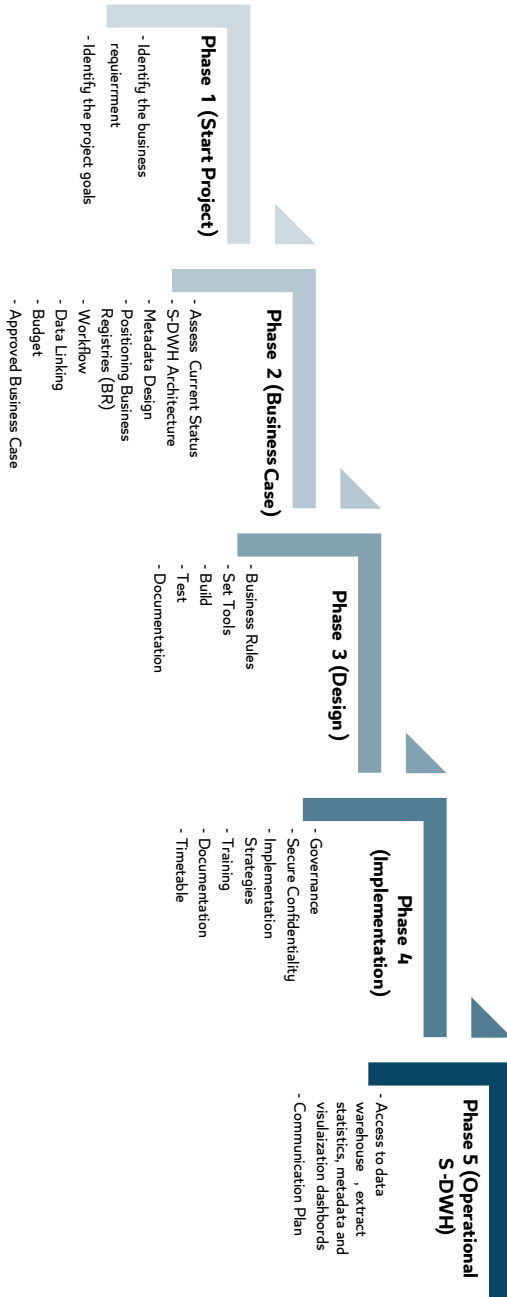 Phase 1 (Start Project)
- Identify the business
requierrment
- Identify the project goals
Phase 2 (Business Case)
- Assess Current Status
- S-DWH Architecture
- Metadata Design
- Positioning Business
Registries (BR)
- Workflow
- Data Linking
- Budget
- Approved Business Case
Phase 3 (Design)
- Business Rules
- Set Tools
- Build
- Test
- Documentation
Phase 4
(Implementation)
- Governance
- Secure Confidentiality
- Implementation
Strategies
- Training
- Documentation
- Timetable
Phase 5 (Operational
S -DWH)
- Access to data
warehouse , extract
statistics, metadata and
visulaization dashbords
- Communication Plan